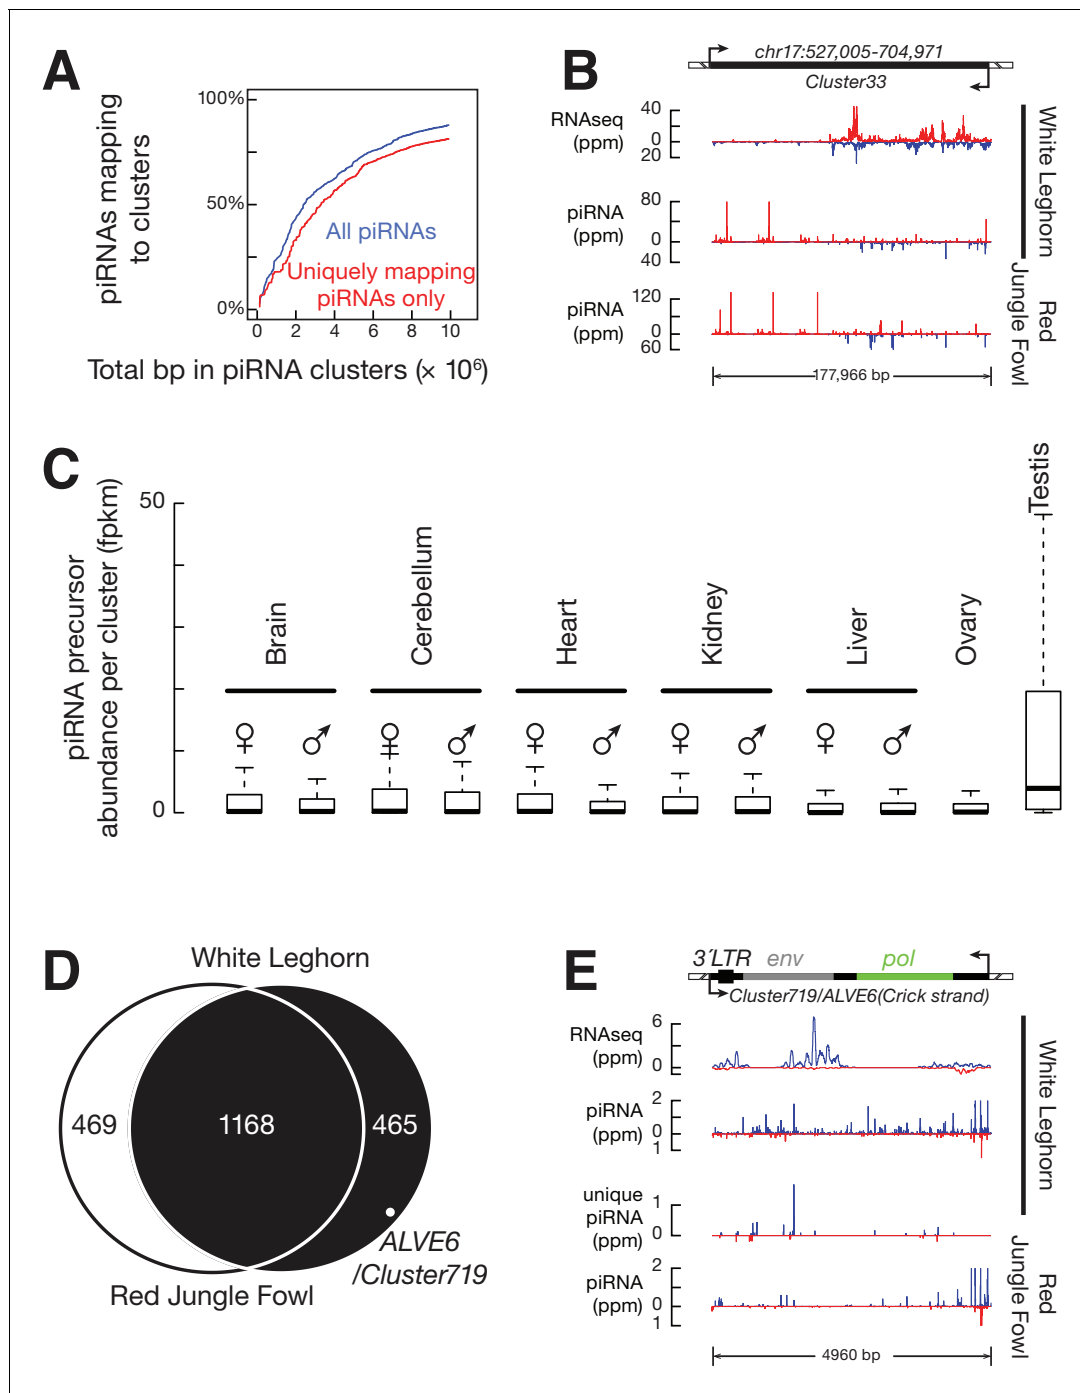 A
piRNAs mapping
to clusters
100%
50%
0%
All piRNAs
Uniquely mapping
piRNAs only
0 2 4 6 8 10
Total bp in piRNA clusters (× 10⁶)
B
chr17:527,005-704,971
Cluster33
RNAseq
(ppm)
40
0
20
piRNA
(ppm)
80
0
40
White Leghorn
piRNA
(ppm)
120
0
60
Red
Jungle Fowl
177,966 bp
C
piRNA precursor
abundance per cluster (fpkm)
50
0
Brain
Cerebellum
Heart
Kidney
Liver
Ovary
Testis
♀ ♂ ♀ ♂ ♀ ♂ ♀ ♂ ♀ ♂
D
White Leghorn
469
1168
465
ALVE6
/Cluster719
Red Jungle Fowl
E
3´LTR env pol
Cluster719/ALVE6(Crick strand)
RNAseq
(ppm)
6
0
piRNA
(ppm)
2
0
1
unique
piRNA
(ppm)
1
0
White Leghorn
piRNA
(ppm)
2
0
1
Red
Jungle Fowl
4960 bp